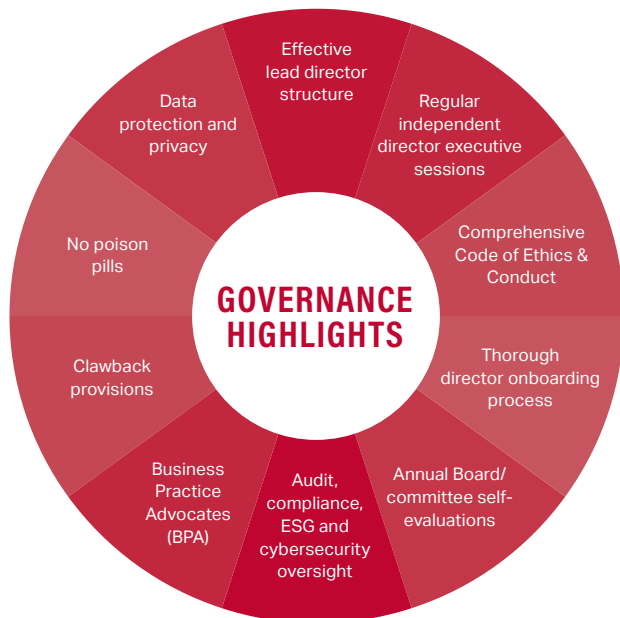 Effective
lead director
structure
Regular
independent
director executive
sessions
Comprehensive
Code of Ethics &
Conduct
Thorough
director onboarding
process
Annual Board/
committee self-
evaluations
Audit,
compliance,
ESG and
cybersecurity
oversight
Business
Practice
Advocates
(BPA)
Clawback
provisions
No poison
pills
Data
protection and
privacy
GOVERNANCE
HIGHLIGHTS